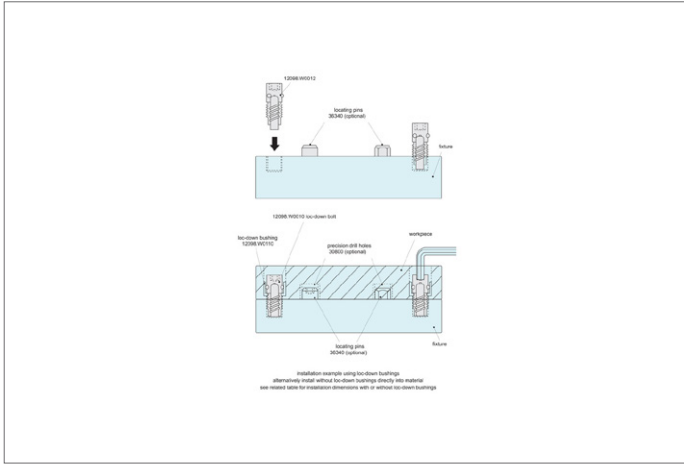 12098.W0012
locating pins
36340 (optional)
fixture
12098.W0010 loc-down bolt
loc-down bushing
12098.W0110
precision drill holes
(optional)
workpiece
locating pins
36340 (optional)
fixture
installation example using loc-down bushings
alternatively install without loc-down bushings directly into material
see related table for installation dimensions with or without loc-down bushings